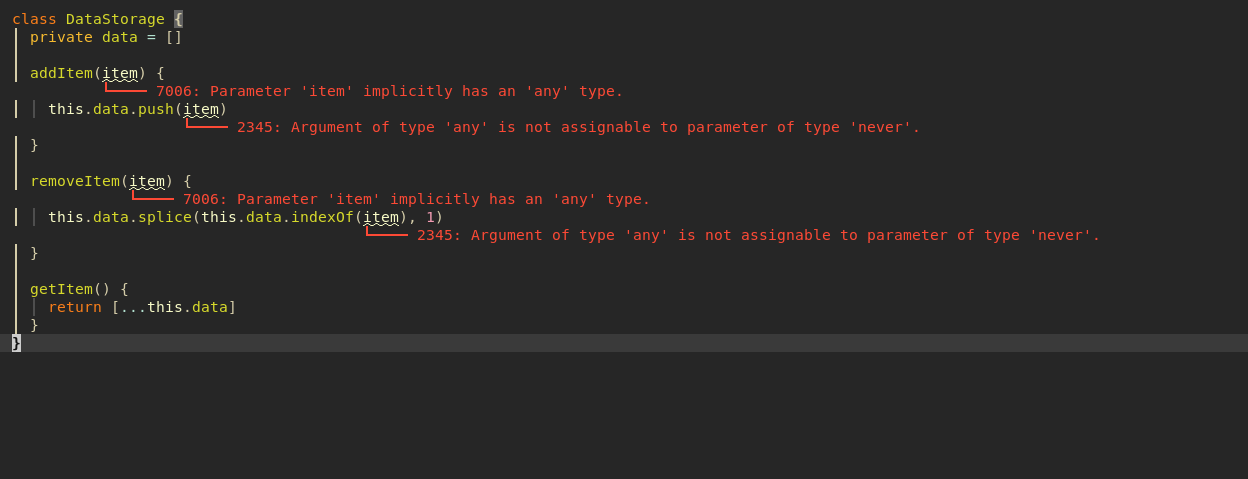 class DataStorage {
private data = []
addItem(item) {
7006: Parameter 'item' implicitly has an 'any' type.
this.data.push(item)
2345: Argument of type 'any' is not assignable to parameter of type 'never'.
}
removeItem(item) {
7006: Parameter 'item' implicitly has an 'any' type.
this.data.splice(this.data.indexOf(item), 1)
2345: Argument of type 'any' is not assignable to parameter of type 'never'.
}
getItem() {
return [...this.data]
}
}